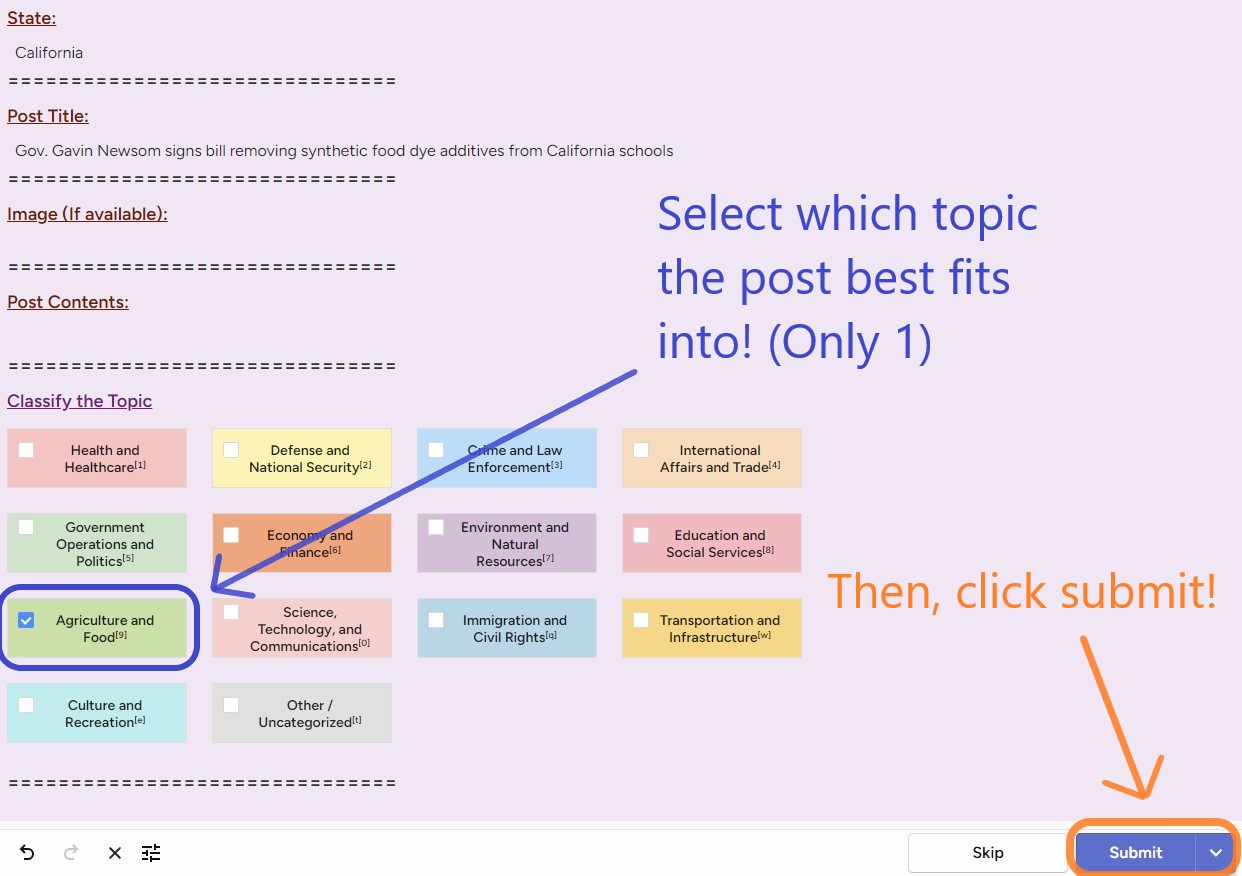 State:
California
===============================
Post Title:
Gov. Gavin Newsom signs bill removing synthetic food dye additives from California schools
===============================
Image (If available):
===============================
Post Contents:
===============================
Select which topic
the post best fits
into! (Only 1)
Classify the Topic
Health and
Healthcare[1]
Defense and
National Security[2]
Crime and Law
Enforcement[3]
International
Affairs and Trade[4]
Government
Operations and
Politics[5]
Economy and
Finance[6]
Environment and
Natural
Resources[7]
Education and
Social Services[8]
Agriculture and
Food[9]
Science,
Technology, and
Communications[0]
Immigration and
Civil Rights[q]
Transportation and
Infrastructure[w]
Culture and
Recreation[e]
Other /
Uncategorized[t]
Then, click submit!
===============================
Skip
Submit